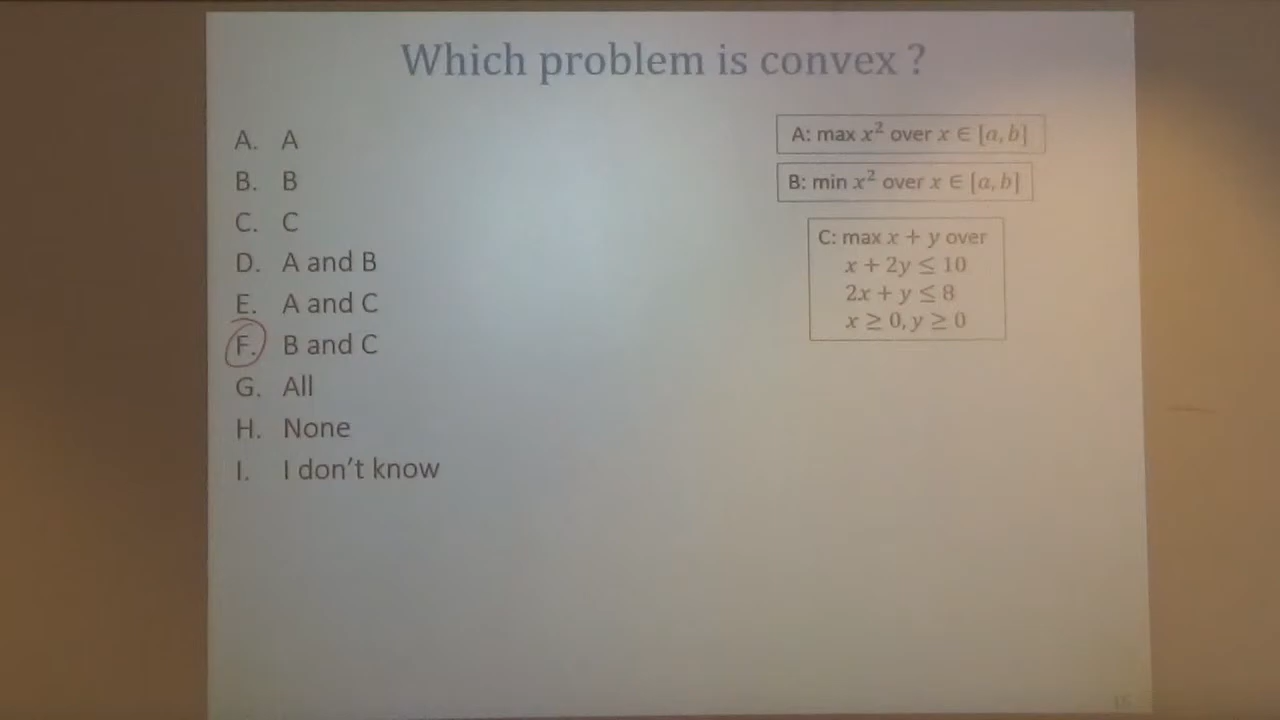 Which problem is convex ?
A. A
B. B
C. C
D. A and B
E. A and C
F. B and C
G. All
H. None
I. I don't know
A: max x² over x ∈ [a, b]
B: min x² over x ∈ [a, b]
C: max x + y over
x + 2y ≤ 10
2x + y ≤ 8
x ≥ 0, y ≥ 0
15